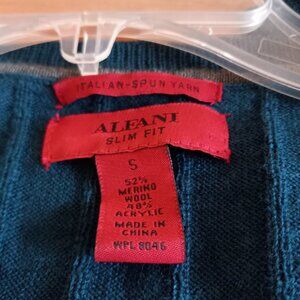 ITALIAN-SPUN YARN
ALFANI
SLIM FIT
S
52%
MERINO
WOOL
48%
ACRYLIC
MADE IN
CHINA
WPL 8046